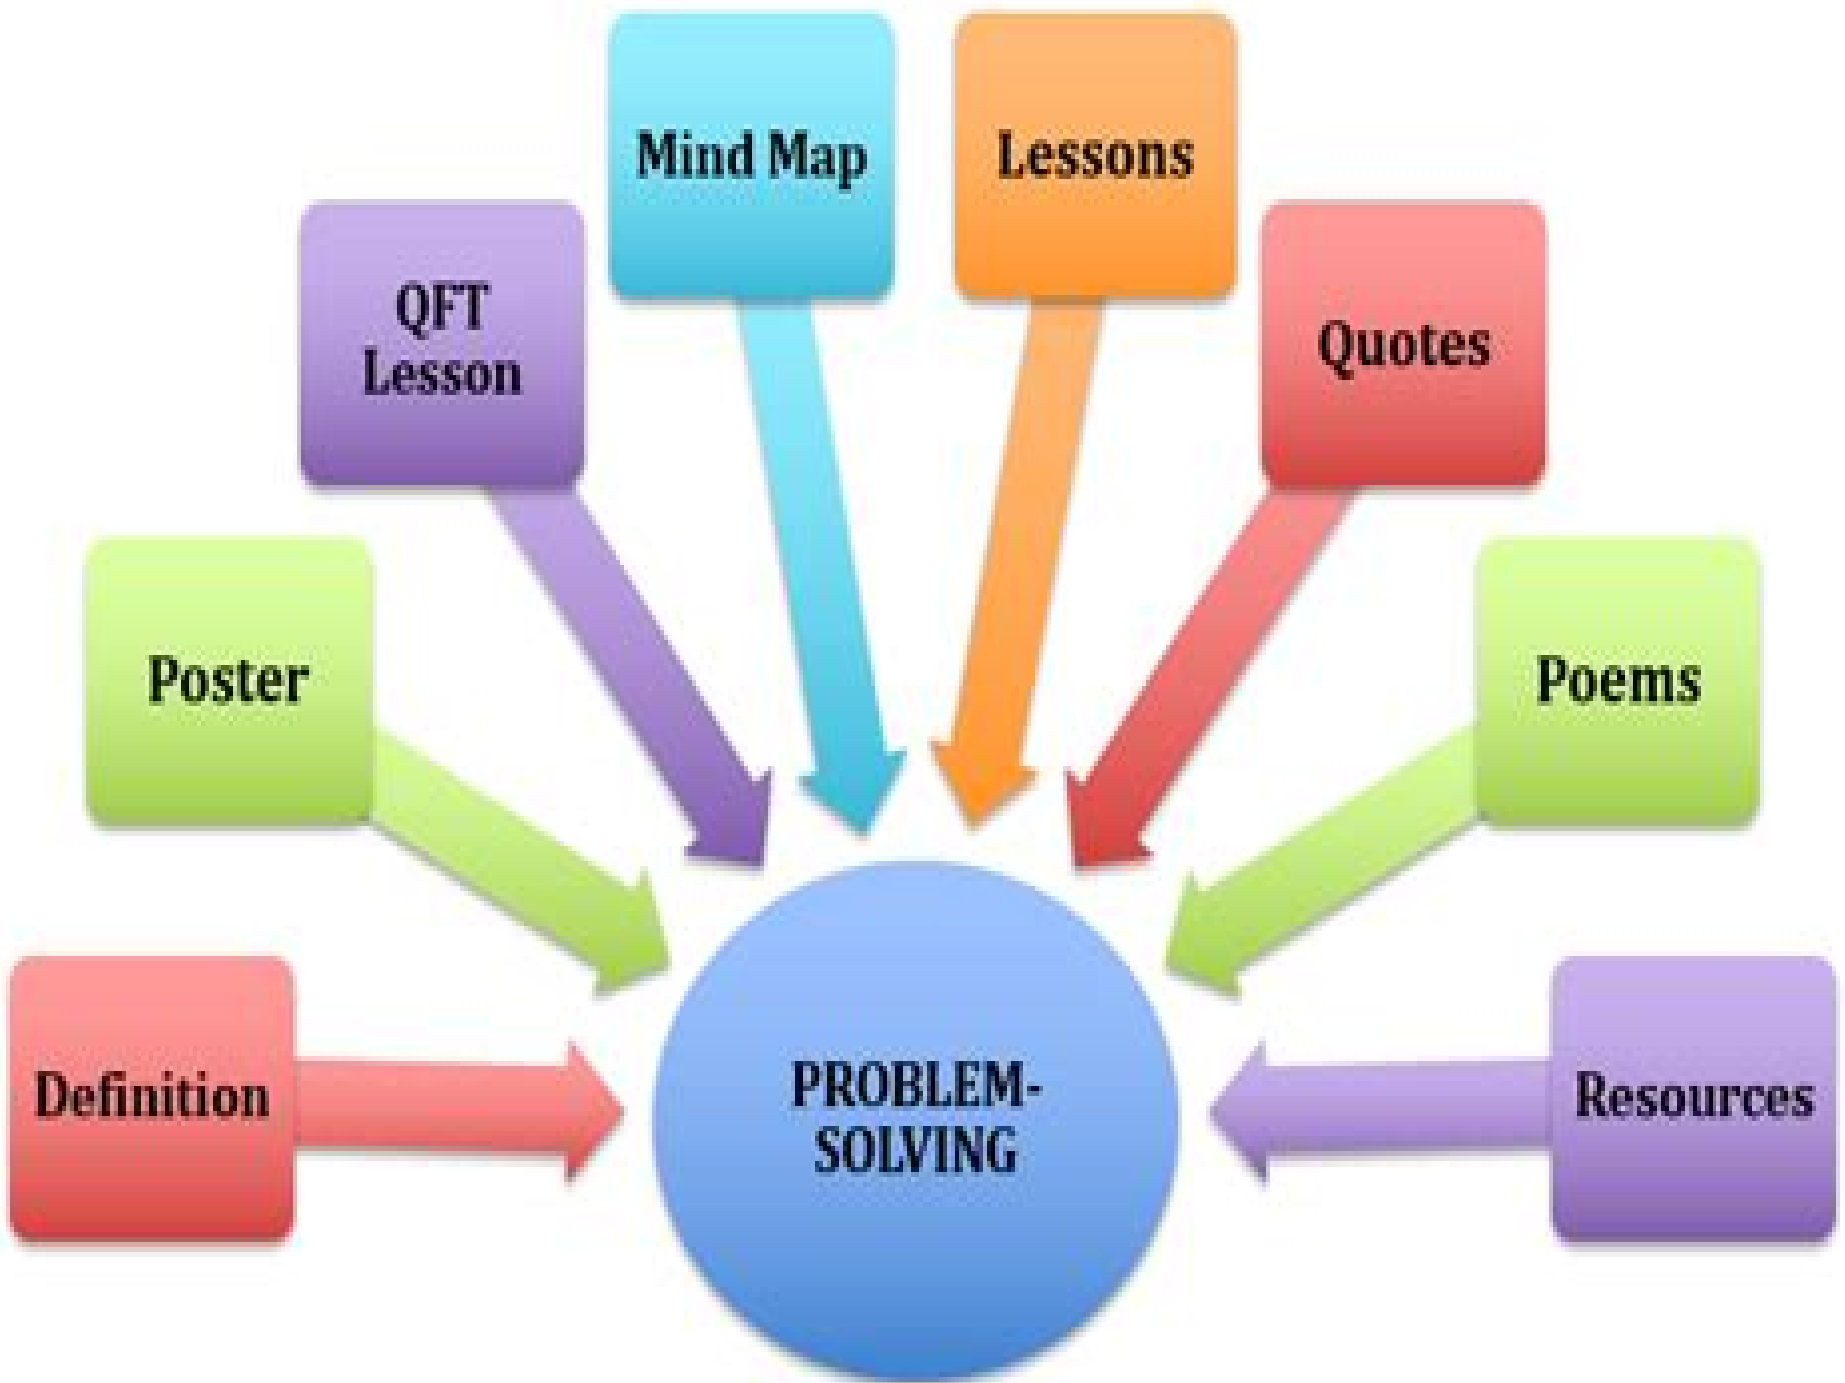 Mind Map
Lessons
QFT
Lesson
Quotes
Poster
Poems
Definition
PROBLEM-
SOLVING
Resources